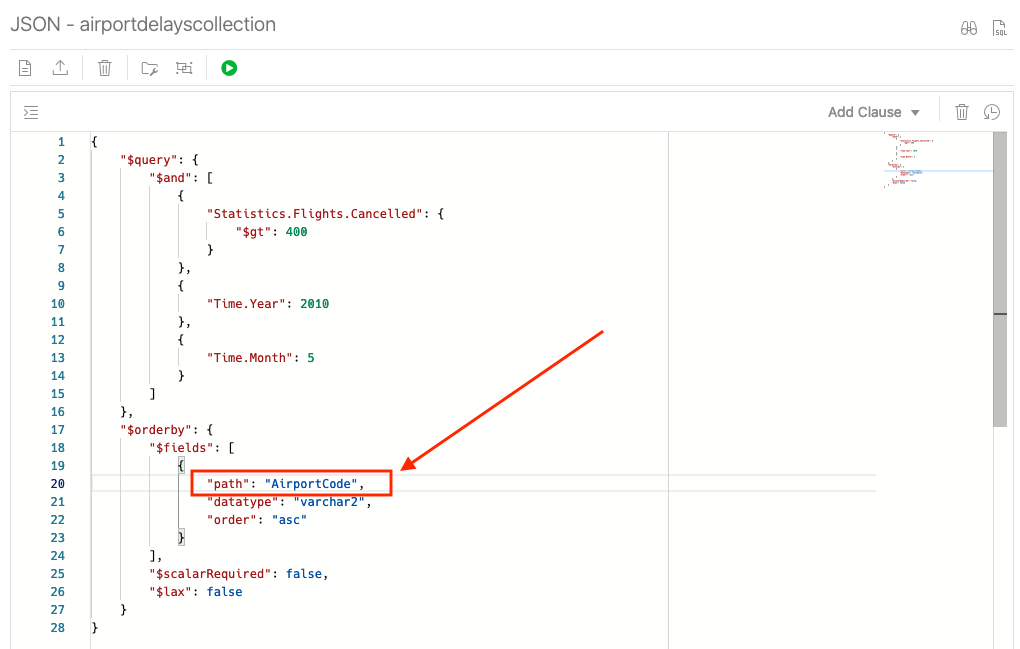 JSON - airportdelayscollection
SQL
Add Clause
1 {
2 "$query": {
3 "$and": [
4 {
5 "Statistics.Flights.Cancelled": {
6 "$gt": 400
7 }
8 },
9 {
10 "Time.Year": 2010
11 },
12 {
13 "Time.Month": 5
14 }
15 ]
16 },
17 "$orderby": {
18 "$fields": [
19 {
20 "path": "AirportCode",
21 "datatype": "varchar2",
22 "order": "asc"
23 }
24 ],
25 "$scalarRequired": false,
26 "$lax": false
27 }
28 }